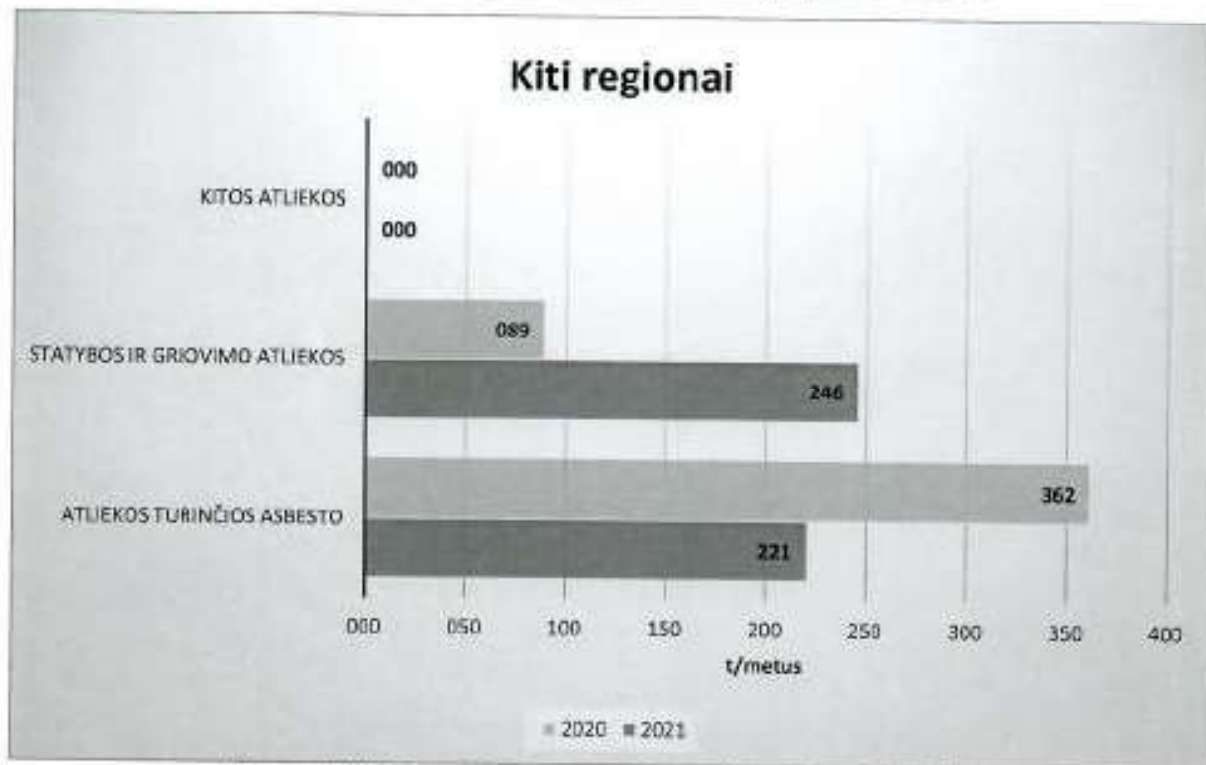 Kiti regionai
KITOS ATLIEKOS
000
000
STATYBOS IR GRIOVIMO ATLIEKOS
089
246
ATLIEKOS TURINČIOS ASBESTO
362
221
000 050 100 150 200 250 300 350 400
t/metus
2020 2021